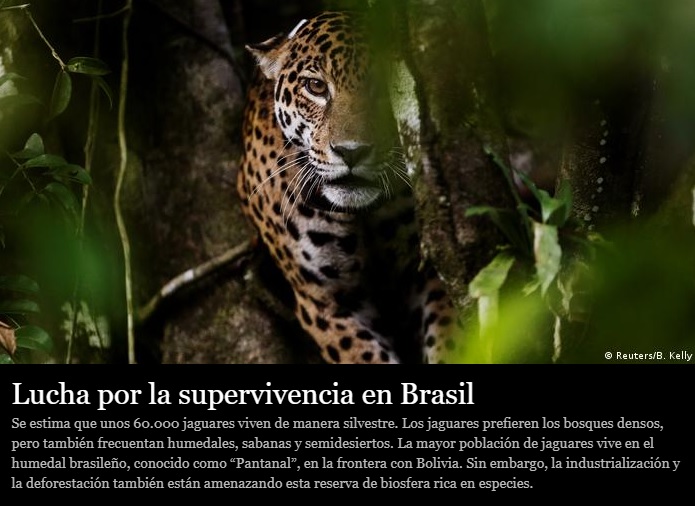 © Reuters/B. Kelly
Lucha por la supervivencia en Brasil
Se estima que unos 60.000 jaguares viven de manera silvestre. Los jaguares prefieren los bosques densos,
pero también frecuentan humedales, sabanas y semidesiertos. La mayor población de jaguares vive en el
humedal brasileño, conocido como “Pantanal”, en la frontera con Bolivia. Sin embargo, la industrialización y
la deforestación también están amenazando esta reserva de biosfera rica en especies.